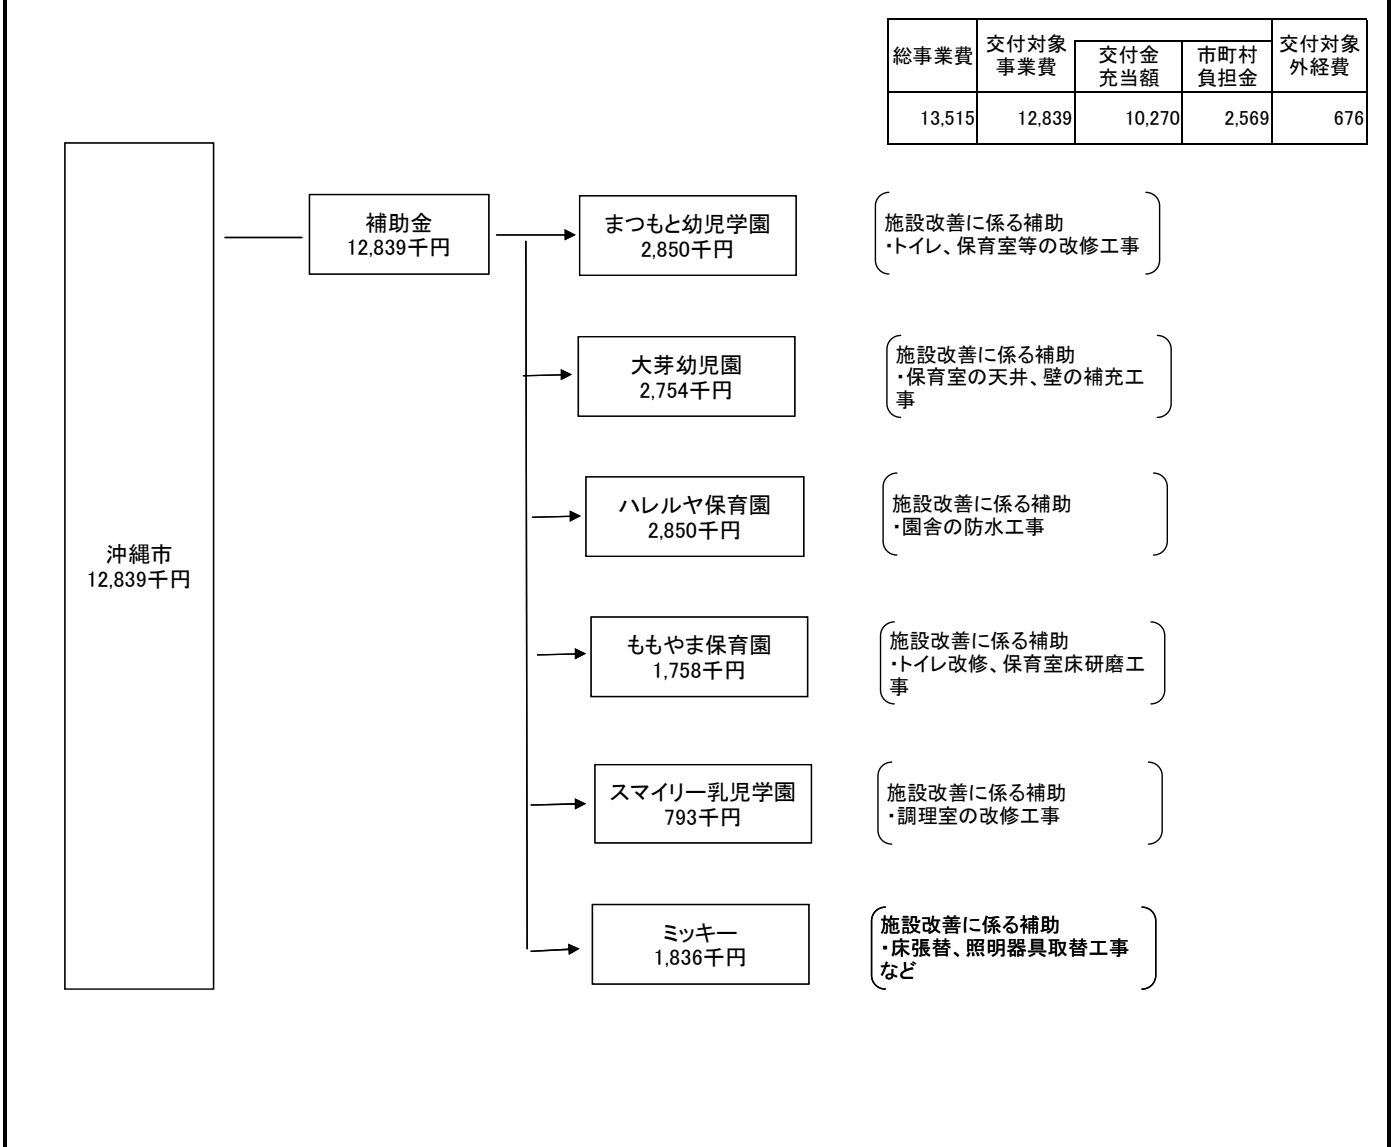 総事業費
交付対象
事業費
交付金
充当額
市町村
負担金
交付対象
外経費
13,515 12,839 10,270 2,569 676
沖縄市
12,839千円
補助金
12,839千円
まつもと幼児学園
2,850千円
施設改善に係る補助
・トイレ、保育室等の改修工事
大芽幼児園
2,754千円
施設改善に係る補助
・保育室の天井、壁の補充工
事
ハレルヤ保育園
2,850千円
施設改善に係る補助
・園舎の防水工事
ももやま保育園
1,758千円
施設改善に係る補助
・トイレ改修、保育室床研磨工
事
スマイリー乳児学園
793千円
施設改善に係る補助
・調理室の改修工事
ミッキー
1,836千円
施設改善に係る補助
・床張替、照明器具取替工事
など